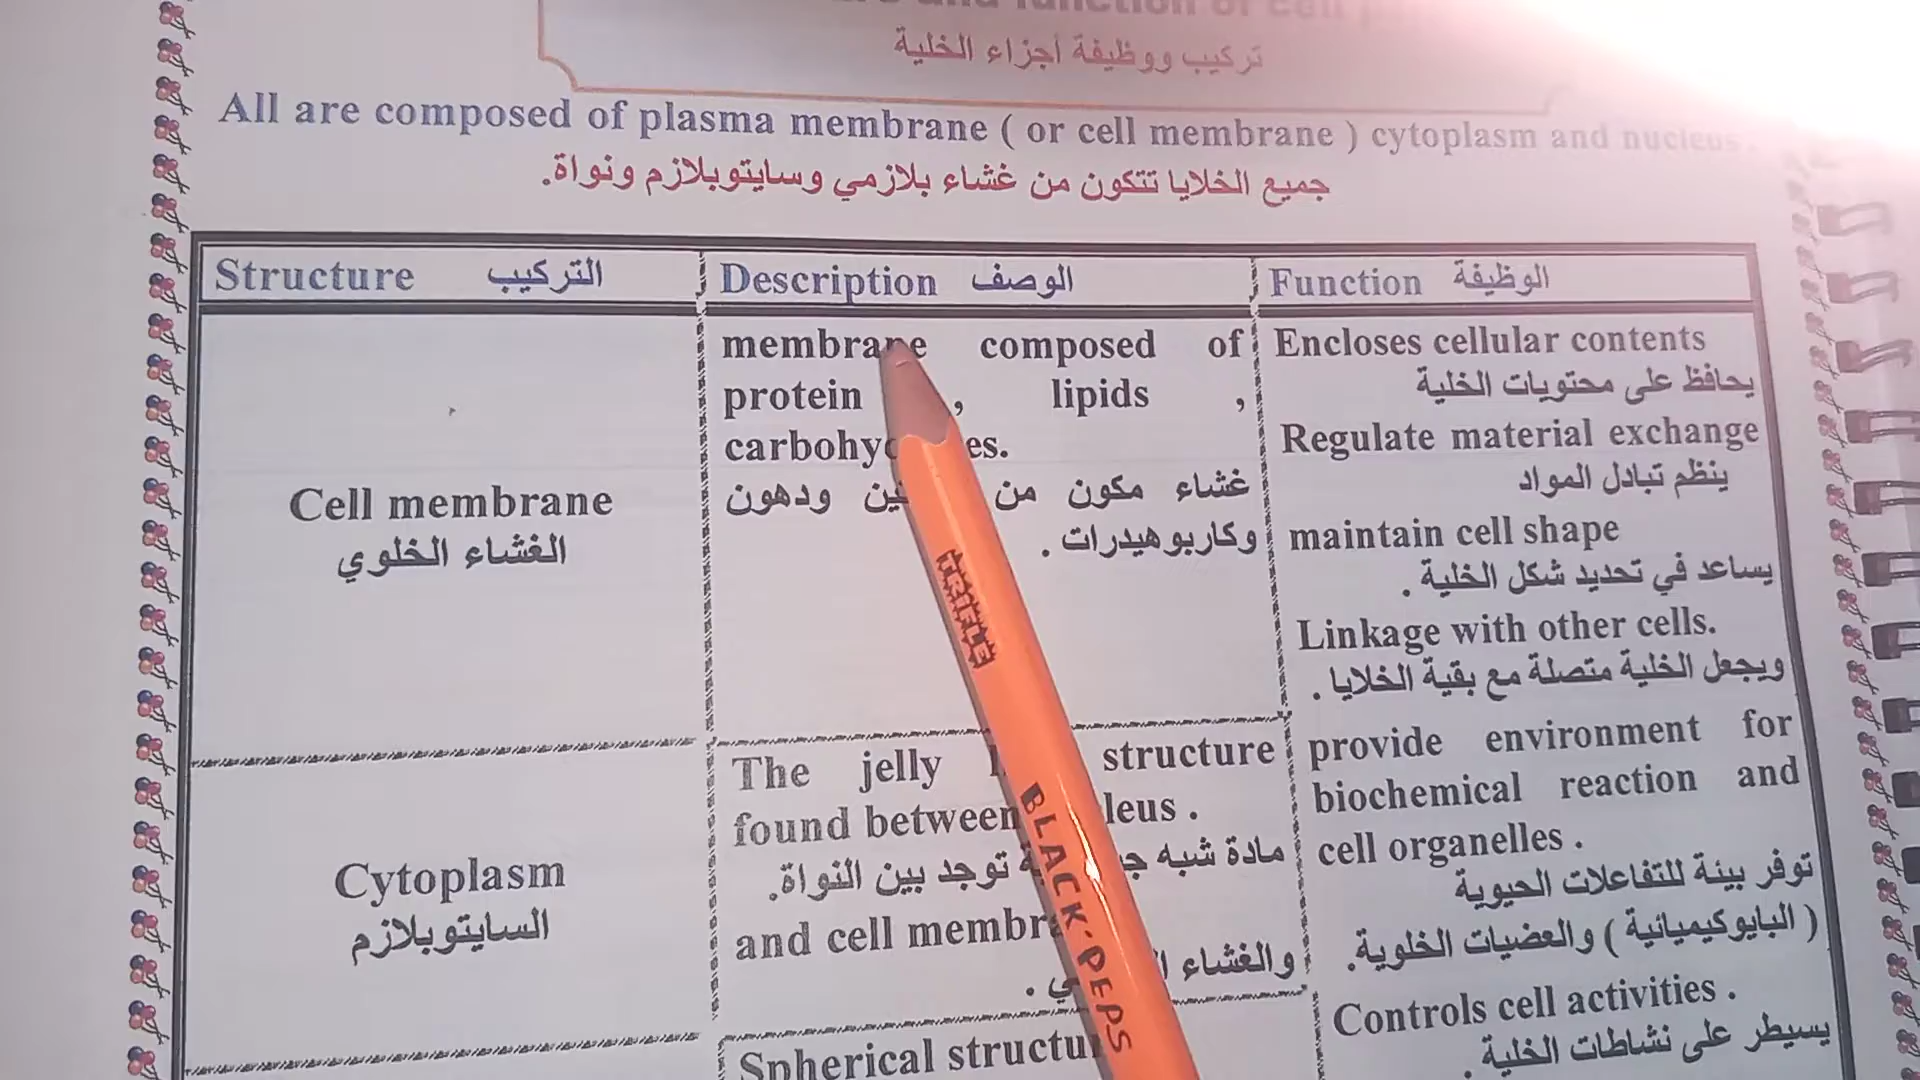 function of cell
تركيب ووظيفة أجزاء الخلية
All are composed of plasma membrane ( or cell membrane ) cytoplasm and nucleus.
جميع الخلايا تتكون من غشاء بلازمي وسايتوبلازم ونواة.
Structure التركيب
Description الوصف
Function الوظيفة
Cell membrane
الغشاء الخلوي
membrane composed of
protein , lipids ,
غشاء مكون من ودهون
وكاربوهيدرات .
Encloses cellular contents
يحافظ على محتويات الخلية
Regulate material exchange
ينظم تبادل المواد
maintain cell shape
يساعد في تحديد شكل الخلية .
Linkage with other cells.
ويجعل الخلية متصلة مع بقية الخلايا .
Cytoplasm
السايتوبلازم
The jelly structure
found between
مادة شبه توجد بين النواة.
and cell
والغشاء
provide environment for
biochemical reaction and
cell organelles .
توفر بيئة للتفاعلات الحيوية
( البايوكيميائية ) والعضيات الخلوية.
Spherical
Controls cell activities .
يسيطر على نشاطات الخلية .
BLACK PEPS